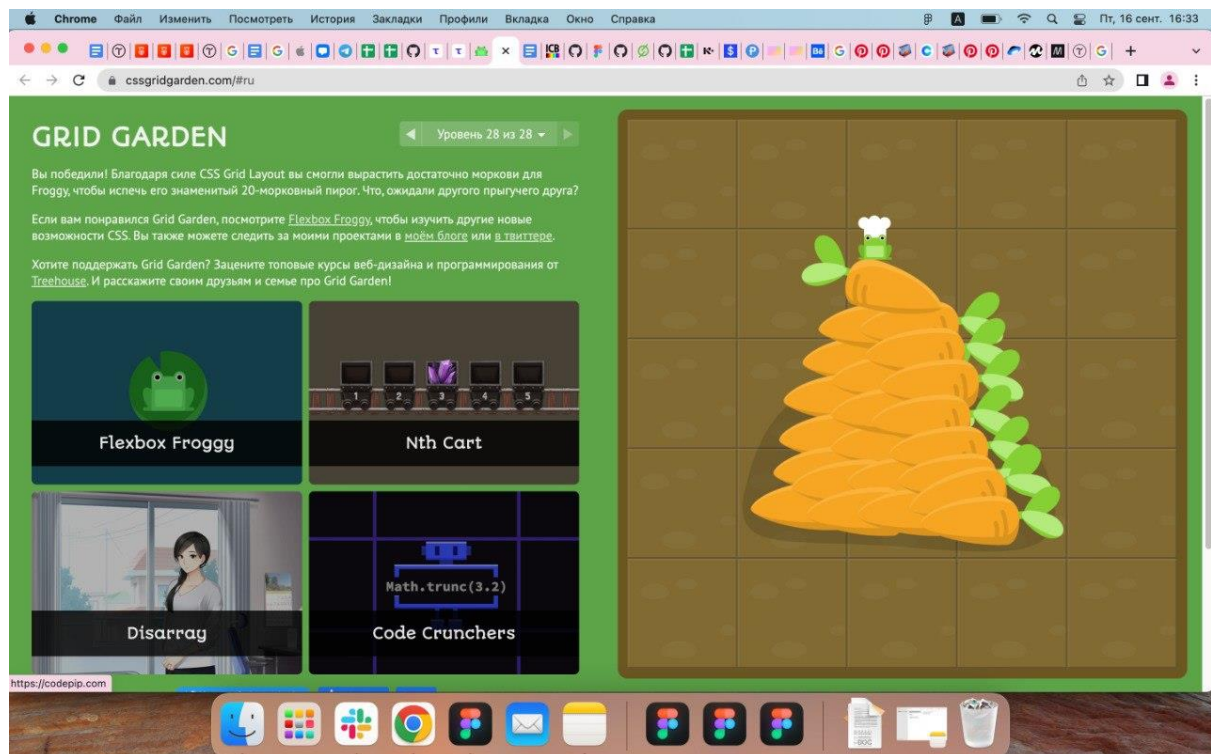 Chrome Файл Изменить Посмотреть История Закладки Профили Вкладка Окно Справка A Пт, 16 сент. 16:33
cssgridgarden.com/#ru
GRID GARDEN
Уровень 28 из 28
Вы победили! Благодаря силе CSS Grid Layout вы смогли вырастить достаточно моркови для
Froggy, чтобы испечь его знаменитый 20-морковный пирог. Что, ожидали другого прыгучего друга?
Если вам понравился Grid Garden, посмотрите Flexbox Froggy, чтобы изучить другие новые
возможности CSS. Вы также можете следить за моими проектами в моём блоге или в твиттере.
Хотите поддержать Grid Garden? Зацените топовые курсы веб-дизайна и программирования от
Treehouse. И расскажите своим друзьям и семье про Grid Garden!
Flexbox Froggy
1 2 3 4 5
Nth Cart
Disarray
Math.trunc(3.2)
Code Crunchers
https://codepip.com